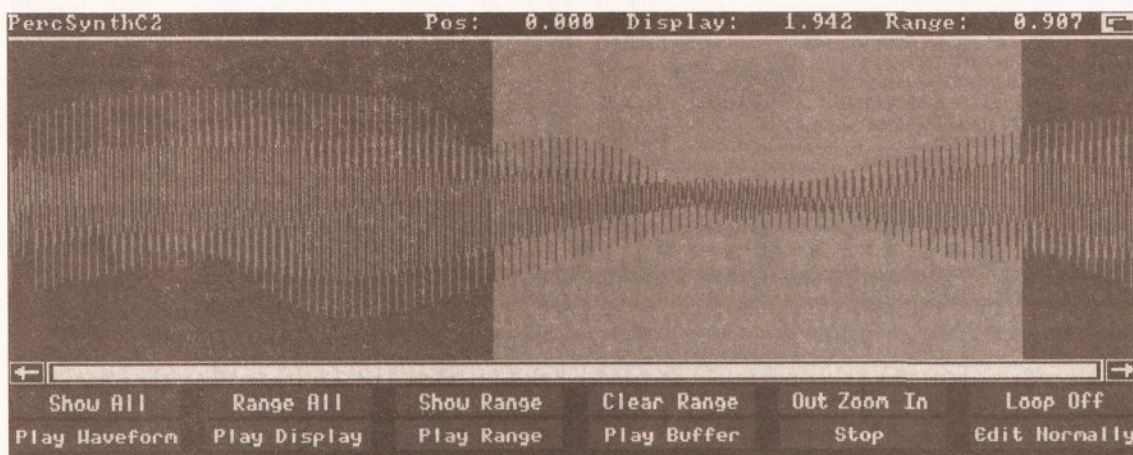 PercSynthC2 Pos: 0.000 Display: 1.942 Range: 0.907
Show All Range All Show Range Clear Range Out Zoom In Loop Off
Play Waveform Play Display Play Range Play Buffer Stop Edit Normally